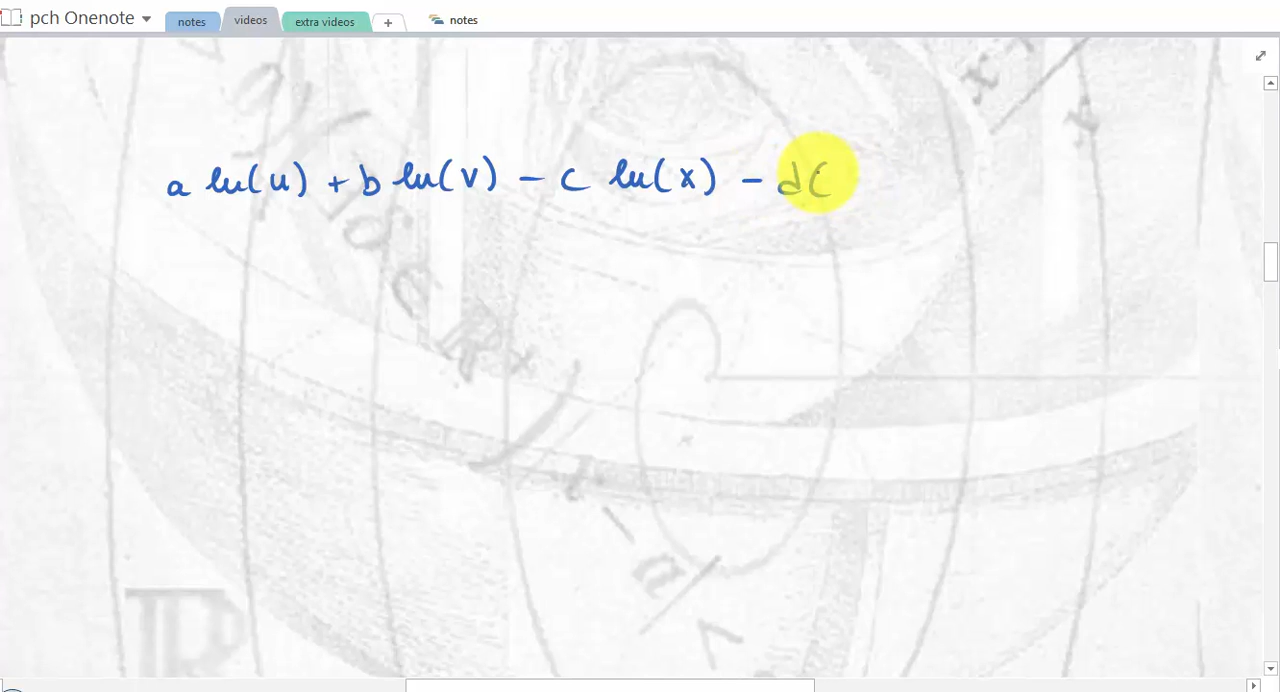 pch Onenote notes videos extra videos + notes
a ln(u) + b ln(v) - c ln(x) - d(